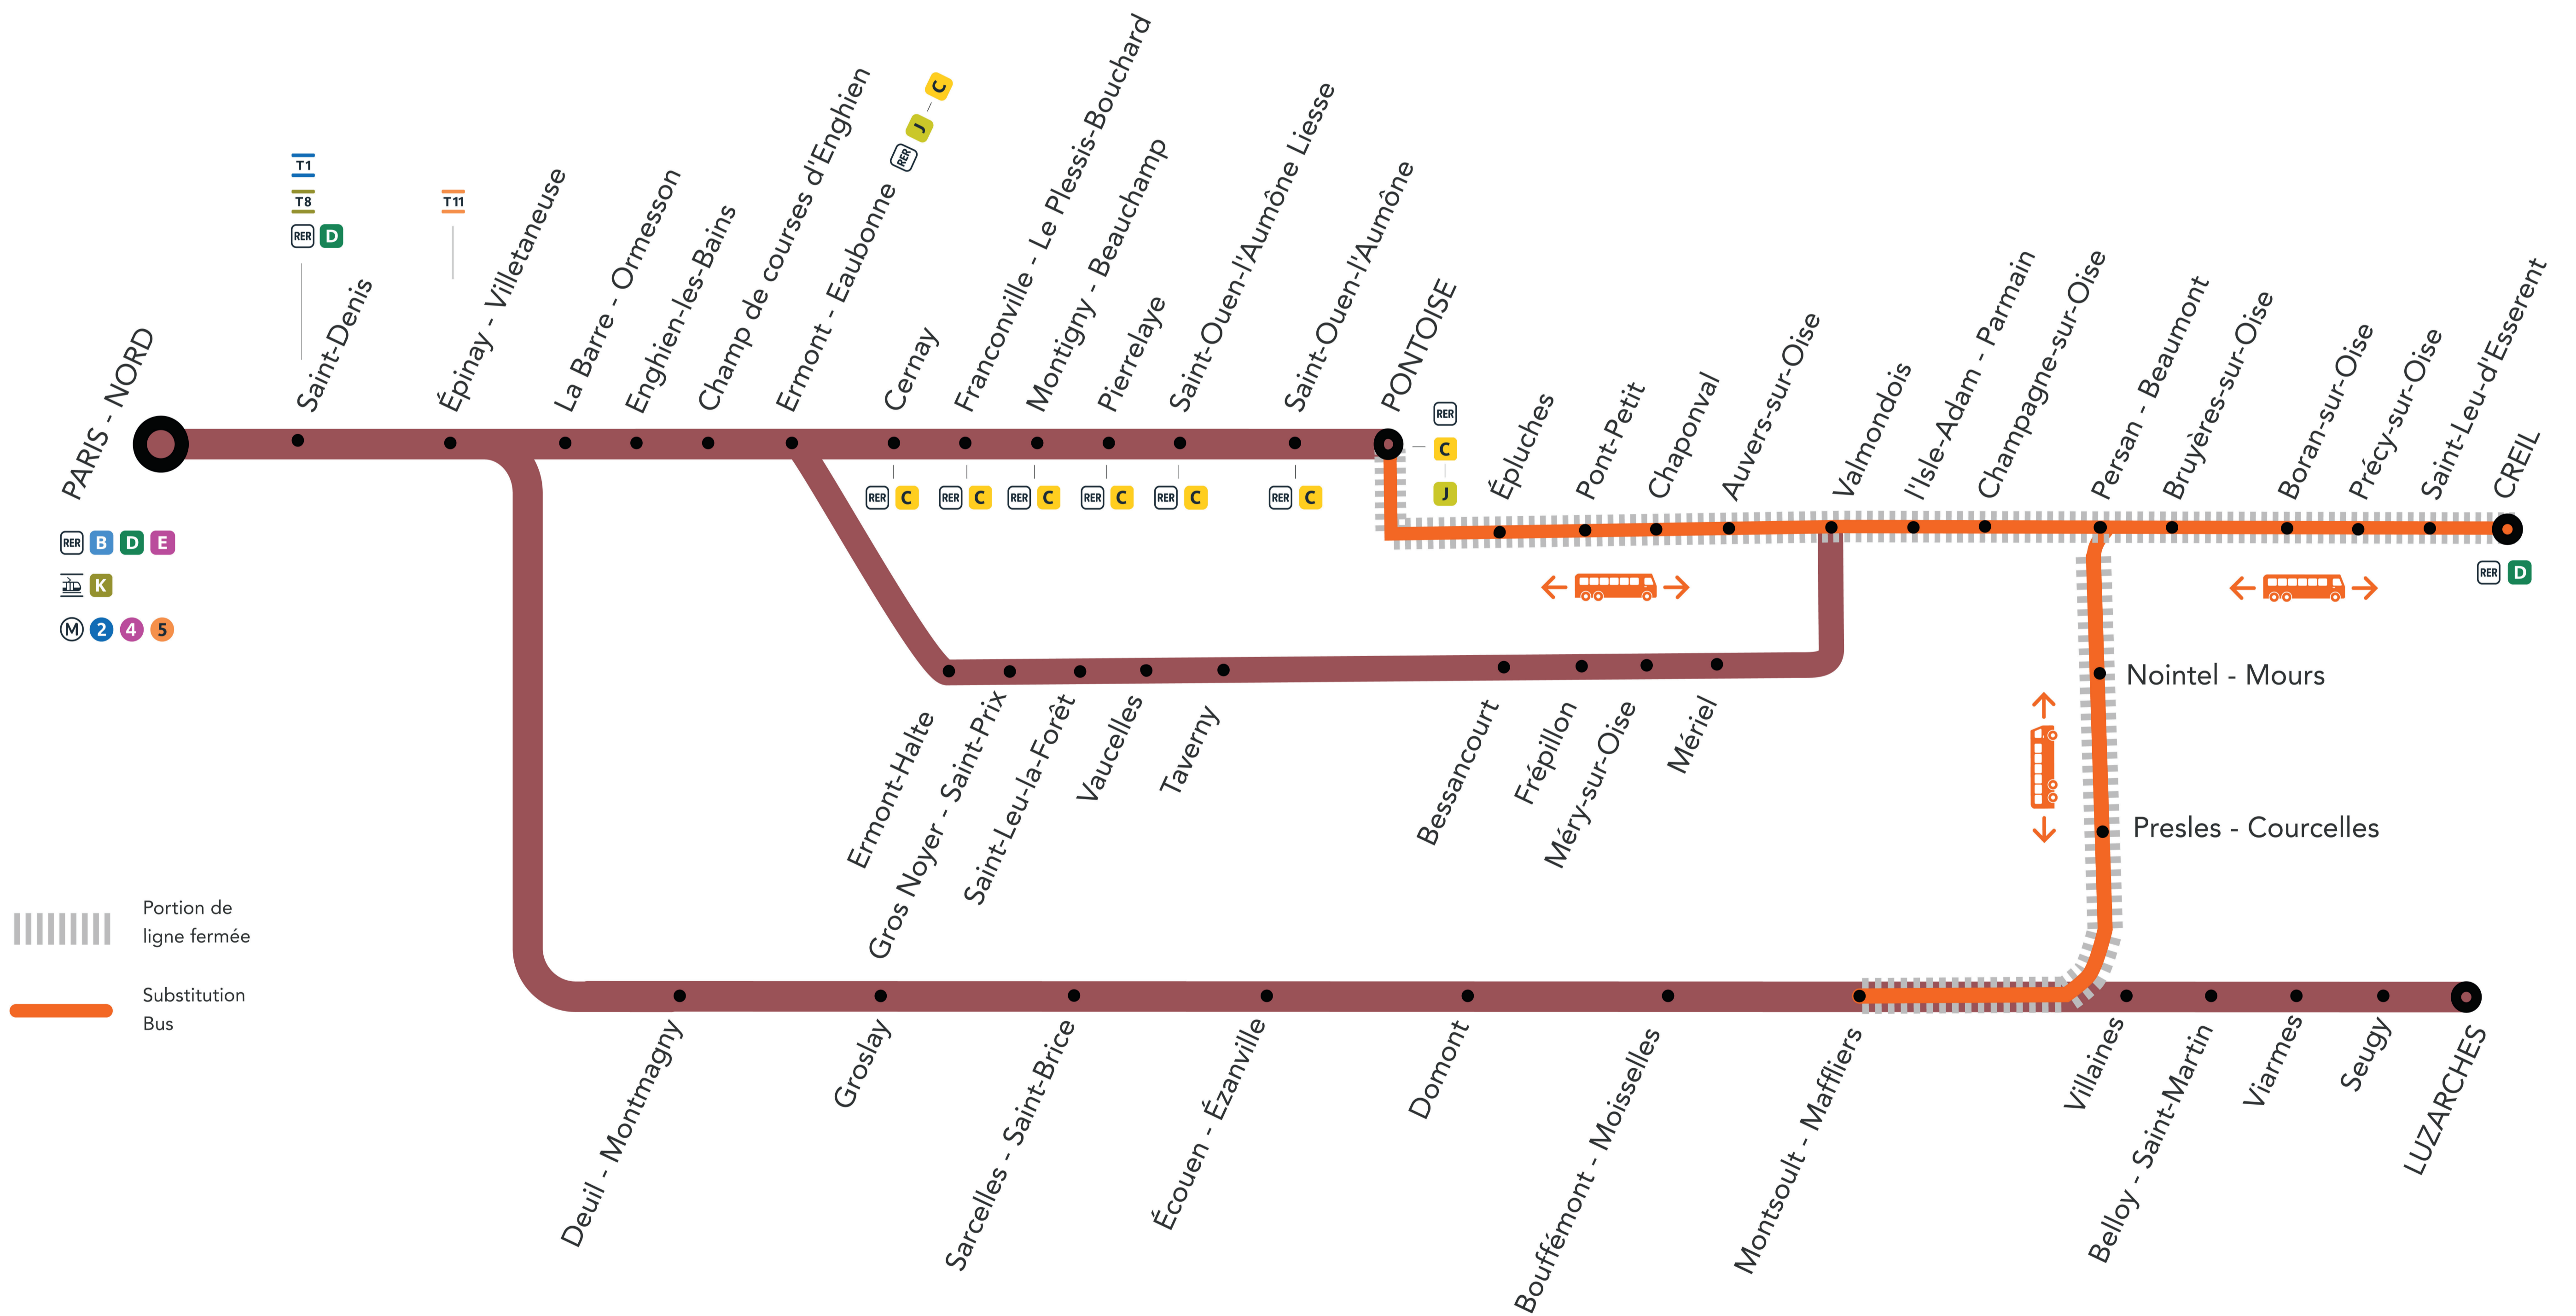 T1
T8
RER D
T11
RER J C
PARIS - NORD
Saint-Denis
Épinay - Villetaneuse
La Barre - Ormesson
Enghien-les-Bains
Champ de courses d'Enghien
Ermont - Eaubonne
Cernay
Franconville - Le Plessis-Bouchard
Montigny - Beauchamp
Pierrelaye
Saint-Ouen-l'Aumône Liesse
Saint-Ouen-l'Aumône
PONTOISE
RER
C
J
RER C
RER C
RER C
RER C
RER C
RER C
Épluches
Pont-Petit
Chaponval
Auvers-sur-Oise
Valmondois
l'Isle-Adam - Parmain
Champagne-sur-Oise
Persan - Beaumont
Bruyères-sur-Oise
Boran-sur-Oise
Précy-sur-Oise
Saint-Leu-d'Esserent
CREIL
RER D
RER B D E
K
M 2 4 5
Nointel - Mours
Presles - Courcelles
Ermont-Halte
Gros Noyer - Saint-Prix
Saint-Leu-la-Forêt
Vaucelles
Taverny
Bessancourt
Frépillon
Méry-sur-Oise
Mériel
Portion de
ligne fermée
Substitution
Bus
Deuil - Montmagny
Groslay
Sarcelles - Saint-Brice
Écouen - Ézanville
Domont
Bouffémont - Moisselles
Montsoult - Maffliers
Villaines
Belloy - Saint-Martin
Viarmes
Seugy
LUZARCHES